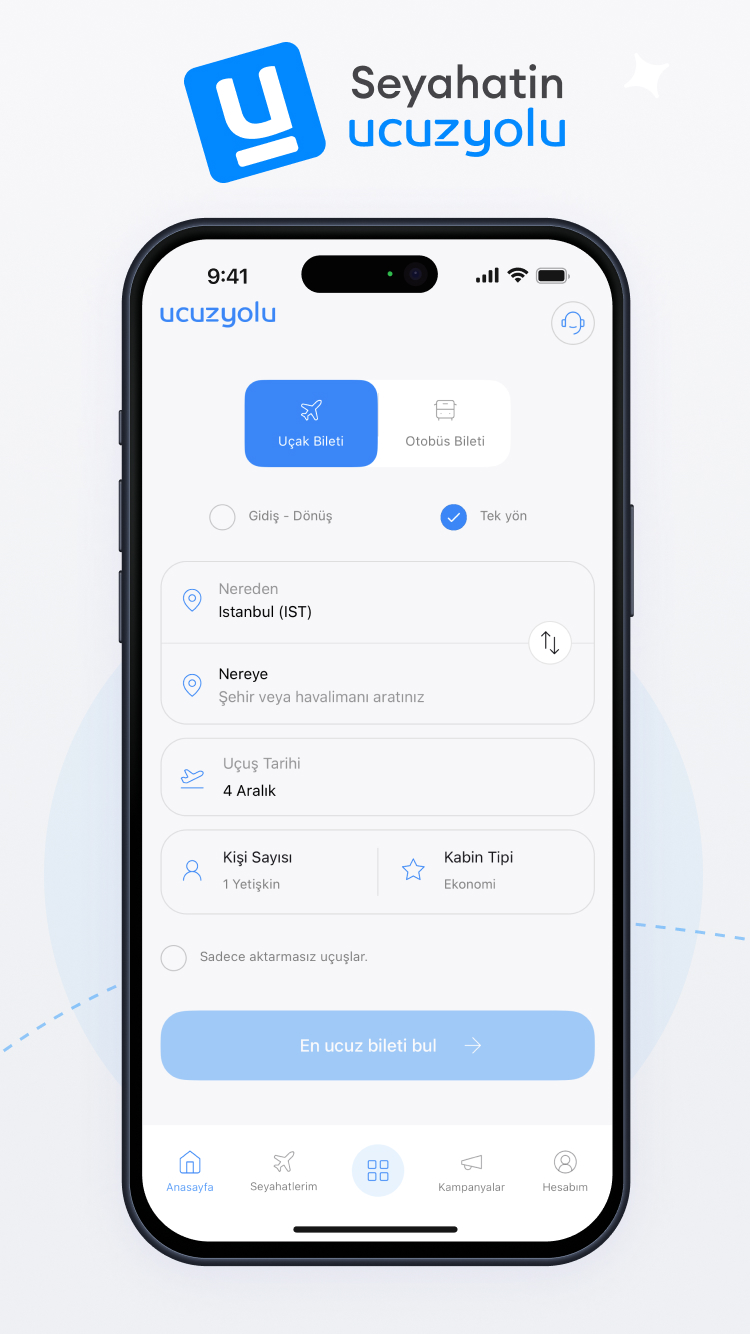 u
Seyahatin
ucuzyolu
9:41
ucuzyolu
Uçak Bileti
Otobüs Bileti
Gidiş - Dönüş
Tek yön
Nereden
Istanbul (IST)
Nereye
Şehir veya havalimanı aratınız
Uçuş Tarihi
4 Aralık
Kişi Sayısı
1 Yetişkin
Kabin Tipi
Ekonomi
Sadece aktarmasız uçuşlar.
En ucuz bileti bul
Anasayfa
Seyahatlerim
Kampanyalar
Hesabım